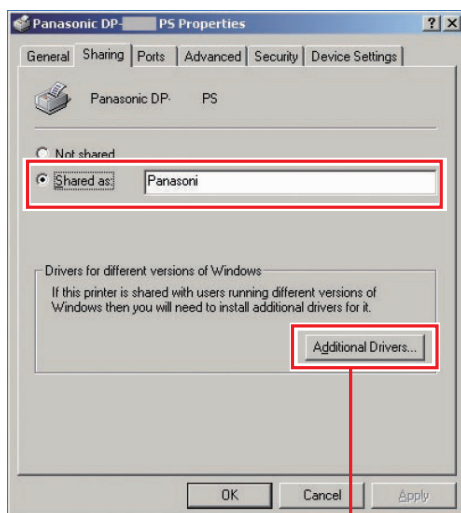 Panasonic DP- PS Properties
General Sharing Ports Advanced Security Device Settings
Panasonic DP- PS
Not shared
Shared as: Panasoni
Drivers for different versions of Windows
If this printer is shared with users running different versions of
Windows then you will need to install additional drivers for it.
Additional Drivers...
OK Cancel Apply